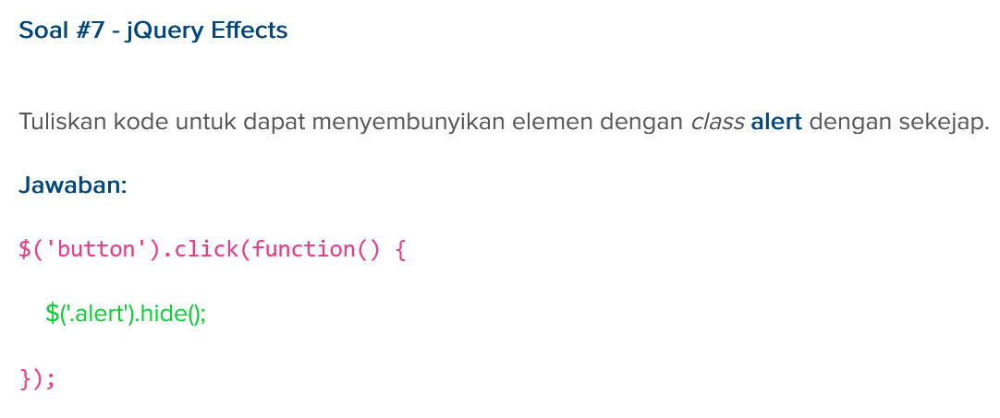 Soal #7 - jQuery Effects
Tuliskan kode untuk dapat menyembunyikan elemen dengan class alert dengan sekejap.
Jawaban:
$('button').click(function() {
$('.alert').hide();
});